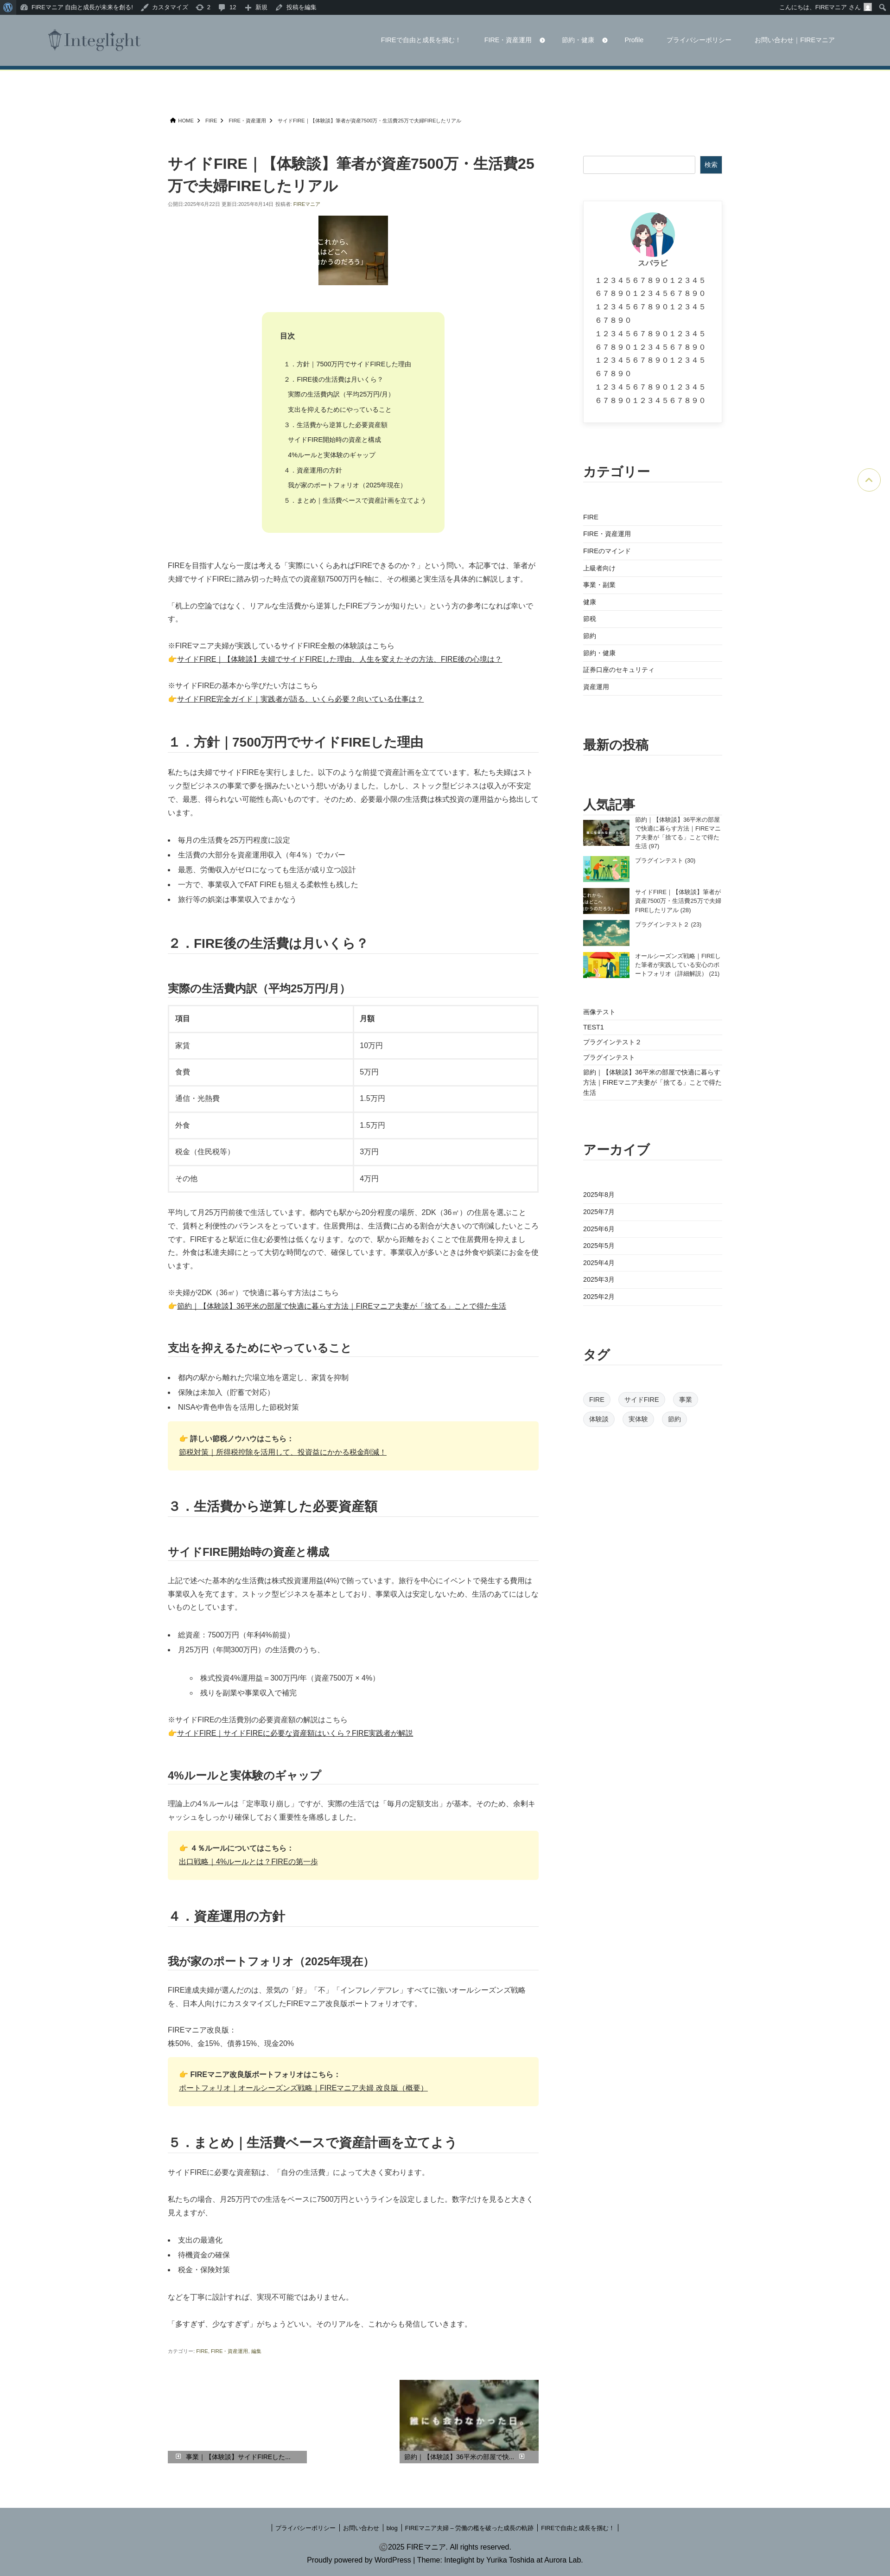 FIREマニア 自由と成長が未来を創る!
カスタマイズ
2
12
新規
投稿を編集
こんにちは、FIREマニア さん
Integlight
FIREで自由と成長を掴む！
FIRE・資産運用
節約・健康
Profile
プライバシーポリシー
お問い合わせ｜FIREマニア
HOME
FIRE
FIRE・資産運用
サイドFIRE｜【体験談】筆者が資産7500万・生活費25万で夫婦FIREしたリアル
サイドFIRE｜【体験談】筆者が資産7500万・生活費25
万で夫婦FIREしたリアル
公開日:2025年6月22日 更新日:2025年8月14日 投稿者: FIREマニア
これから、
はどこへ
かうのだろう」
目次
１．方針｜7500万円でサイドFIREした理由
２．FIRE後の生活費は月いくら？
実際の生活費内訳（平均25万円/月）
支出を抑えるためにやっていること
３．生活費から逆算した必要資産額
サイドFIRE開始時の資産と構成
4%ルールと実体験のギャップ
４．資産運用の方針
我が家のポートフォリオ（2025年現在）
５．まとめ｜生活費ベースで資産計画を立てよう
FIREを目指す人なら一度は考える「実際にいくらあればFIREできるのか？」という問い。本記事では、筆者が
夫婦でサイドFIREに踏み切った時点での資産額7500万円を軸に、その根拠と実生活を具体的に解説します。
「机上の空論ではなく、リアルな生活費から逆算したFIREプランが知りたい」という方の参考になれば幸いで
す。
※FIREマニア夫婦が実践しているサイドFIRE全般の体験談はこちら
👉サイドFIRE｜【体験談】夫婦でサイドFIREした理由、人生を変えたその方法、FIRE後の心境は？
※サイドFIREの基本から学びたい方はこちら
👉サイドFIRE完全ガイド｜実践者が語る、いくら必要？向いている仕事は？
１．方針｜7500万円でサイドFIREした理由
私たちは夫婦でサイドFIREを実行しました。以下のような前提で資産計画を立てています。私たち夫婦はストッ
ク型ビジネスの事業で夢を掴みたいという想いがありました。しかし、ストック型ビジネスは収入が不安定
で、最悪、得られない可能性も高いものです。そのため、必要最小限の生活費は株式投資の運用益から捻出して
います。
• 毎月の生活費を25万円程度に設定
• 生活費の大部分を資産運用収入（年4％）でカバー
• 最悪、労働収入がゼロになっても生活が成り立つ設計
• 一方で、事業収入でFAT FIREも狙える柔軟性も残した
• 旅行等の娯楽は事業収入でまかなう
２．FIRE後の生活費は月いくら？
実際の生活費内訳（平均25万円/月）
項目 月額
家賃 10万円
食費 5万円
通信・光熱費 1.5万円
外食 1.5万円
税金（住民税等） 3万円
その他 4万円
平均して月25万円前後で生活しています。都内でも駅から20分程度の場所、2DK（36㎡）の住居を選ぶこと
で、賃料と利便性のバランスをとっています。住居費用は、生活費に占める割合が大きいので削減したいところ
です。FIREすると駅近に住む必要性は低くなります。なので、駅から距離をおくことで住居費用を抑えまし
た。外食は私達夫婦にとって大切な時間なので、確保しています。事業収入が多いときは外食や娯楽にお金を使
います。
※夫婦が2DK（36㎡）で快適に暮らす方法はこちら
👉節約｜【体験談】36平米の部屋で快適に暮らす方法｜FIREマニア夫妻が「捨てる」ことで得た生活
支出を抑えるためにやっていること
• 都内の駅から離れた穴場立地を選定し、家賃を抑制
• 保険は未加入（貯蓄で対応）
• NISAや青色申告を活用した節税対策
👉 詳しい節税ノウハウはこちら：
節税対策｜所得税控除を活用して、投資益にかかる税金削減！
３．生活費から逆算した必要資産額
サイドFIRE開始時の資産と構成
上記で述べた基本的な生活費は株式投資運用益(4%)で賄っています。旅行を中心にイベントで発生する費用は
事業収入を充てます。ストック型ビジネスを基本としており、事業収入は安定しないため、生活のあてにはしな
いものとしています。
• 総資産：7500万円（年利4%前提）
• 月25万円（年間300万円）の生活費のうち、
◦ 株式投資4%運用益＝300万円/年（資産7500万 × 4%）
◦ 残りを副業や事業収入で補完
※サイドFIREの生活費別の必要資産額の解説はこちら
👉サイドFIRE｜サイドFIREに必要な資産額はいくら？FIRE実践者が解説
4%ルールと実体験のギャップ
理論上の4％ルールは「定率取り崩し」ですが、実際の生活では「毎月の定額支出」が基本。そのため、余剰キ
ャッシュをしっかり確保しておく重要性を痛感しました。
👉 ４％ルールについてはこちら：
出口戦略｜4%ルールとは？FIREの第一歩
４．資産運用の方針
我が家のポートフォリオ（2025年現在）
FIRE達成夫婦が選んだのは、景気の「好」「不」「インフレ／デフレ」すべてに強いオールシーズンズ戦略
を、日本人向けにカスタマイズしたFIREマニア改良版ポートフォリオです。
FIREマニア改良版：
株50%、金15%、債券15%、現金20%
👉 FIREマニア改良版ポートフォリオはこちら：
ポートフォリオ｜オールシーズンズ戦略｜FIREマニア夫婦 改良版（概要）
５．まとめ｜生活費ベースで資産計画を立てよう
サイドFIREに必要な資産額は、「自分の生活費」によって大きく変わります。
私たちの場合、月25万円での生活をベースに7500万円というラインを設定しました。数字だけを見ると大きく
見えますが、
• 支出の最適化
• 待機資金の確保
• 税金・保険対策
などを丁寧に設計すれば、実現不可能ではありません。
「多すぎず、少なすぎず」がちょうどいい。そのリアルを、これからも発信していきます。
カテゴリー: FIRE, FIRE・資産運用, 編集
事業｜【体験談】サイドFIREした...
誰にも会わなかった日、
節約｜【体験談】36平米の部屋で快...
検索
スパラビ
１２３４５６７８９０１２３４５
６７８９０１２３４５６７８９０
１２３４５６７８９０１２３４５
６７８９０
１２３４５６７８９０１２３４５
６７８９０１２３４５６７８９０
１２３４５６７８９０１２３４５
６７８９０
１２３４５６７８９０１２３４５
６７８９０１２３４５６７８９０
カテゴリー
FIRE
FIRE・資産運用
FIREのマインド
上級者向け
事業・副業
健康
節税
節約
節約・健康
証券口座のセキュリティ
資産運用
最新の投稿
人気記事
節約｜【体験談】36平米の部屋
で快適に暮らす方法｜FIREマニ
ア夫妻が「捨てる」ことで得た
生活 (97)
プラグインテスト (30)
サイドFIRE｜【体験談】筆者が
資産7500万・生活費25万で夫婦
FIREしたリアル (28)
プラグインテスト２ (23)
オールシーズンズ戦略｜FIREし
た筆者が実践している安心のポ
ートフォリオ（詳細解説） (21)
画像テスト
TEST1
プラグインテスト２
プラグインテスト
節約｜【体験談】36平米の部屋で快適に暮らす
方法｜FIREマニア夫妻が「捨てる」ことで得た
生活
アーカイブ
2025年8月
2025年7月
2025年6月
2025年5月
2025年4月
2025年3月
2025年2月
タグ
FIRE
サイドFIRE
事業
体験談
実体験
節約
プライバシーポリシー
お問い合わせ
blog
FIREマニア夫婦 – 労働の檻を破った成長の軌跡
FIREで自由と成長を掴む！
©2025 FIREマニア. All rights reserved.
Proudly powered by WordPress | Theme: Integlight by Yurika Toshida at Aurora Lab.